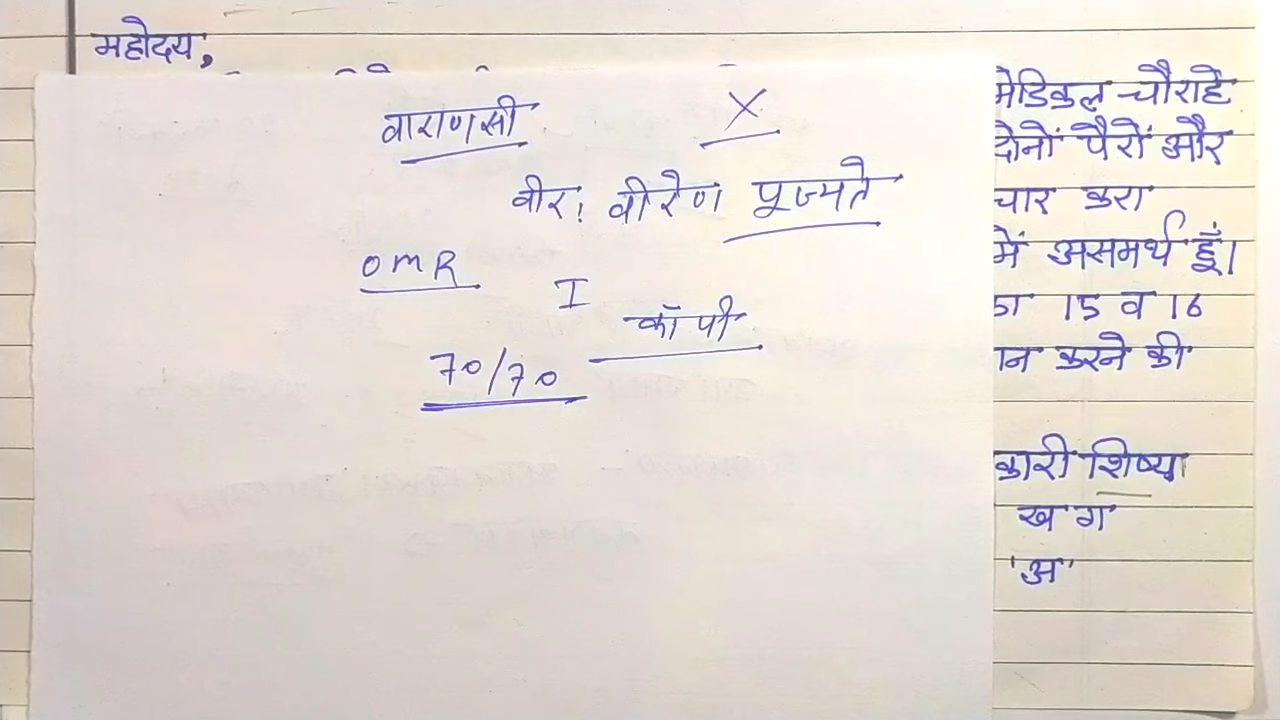 महोदय,
वाराणसी X
वीर: वीरेण पूज्यते
OMR I
कॉपी
70/70
मेडिकल चौराहे
दोनों पैरों और
चार करा
में असमर्थ हूँ।
15 व 16
करने की
कारी शिष्या
ख ग
'अ'